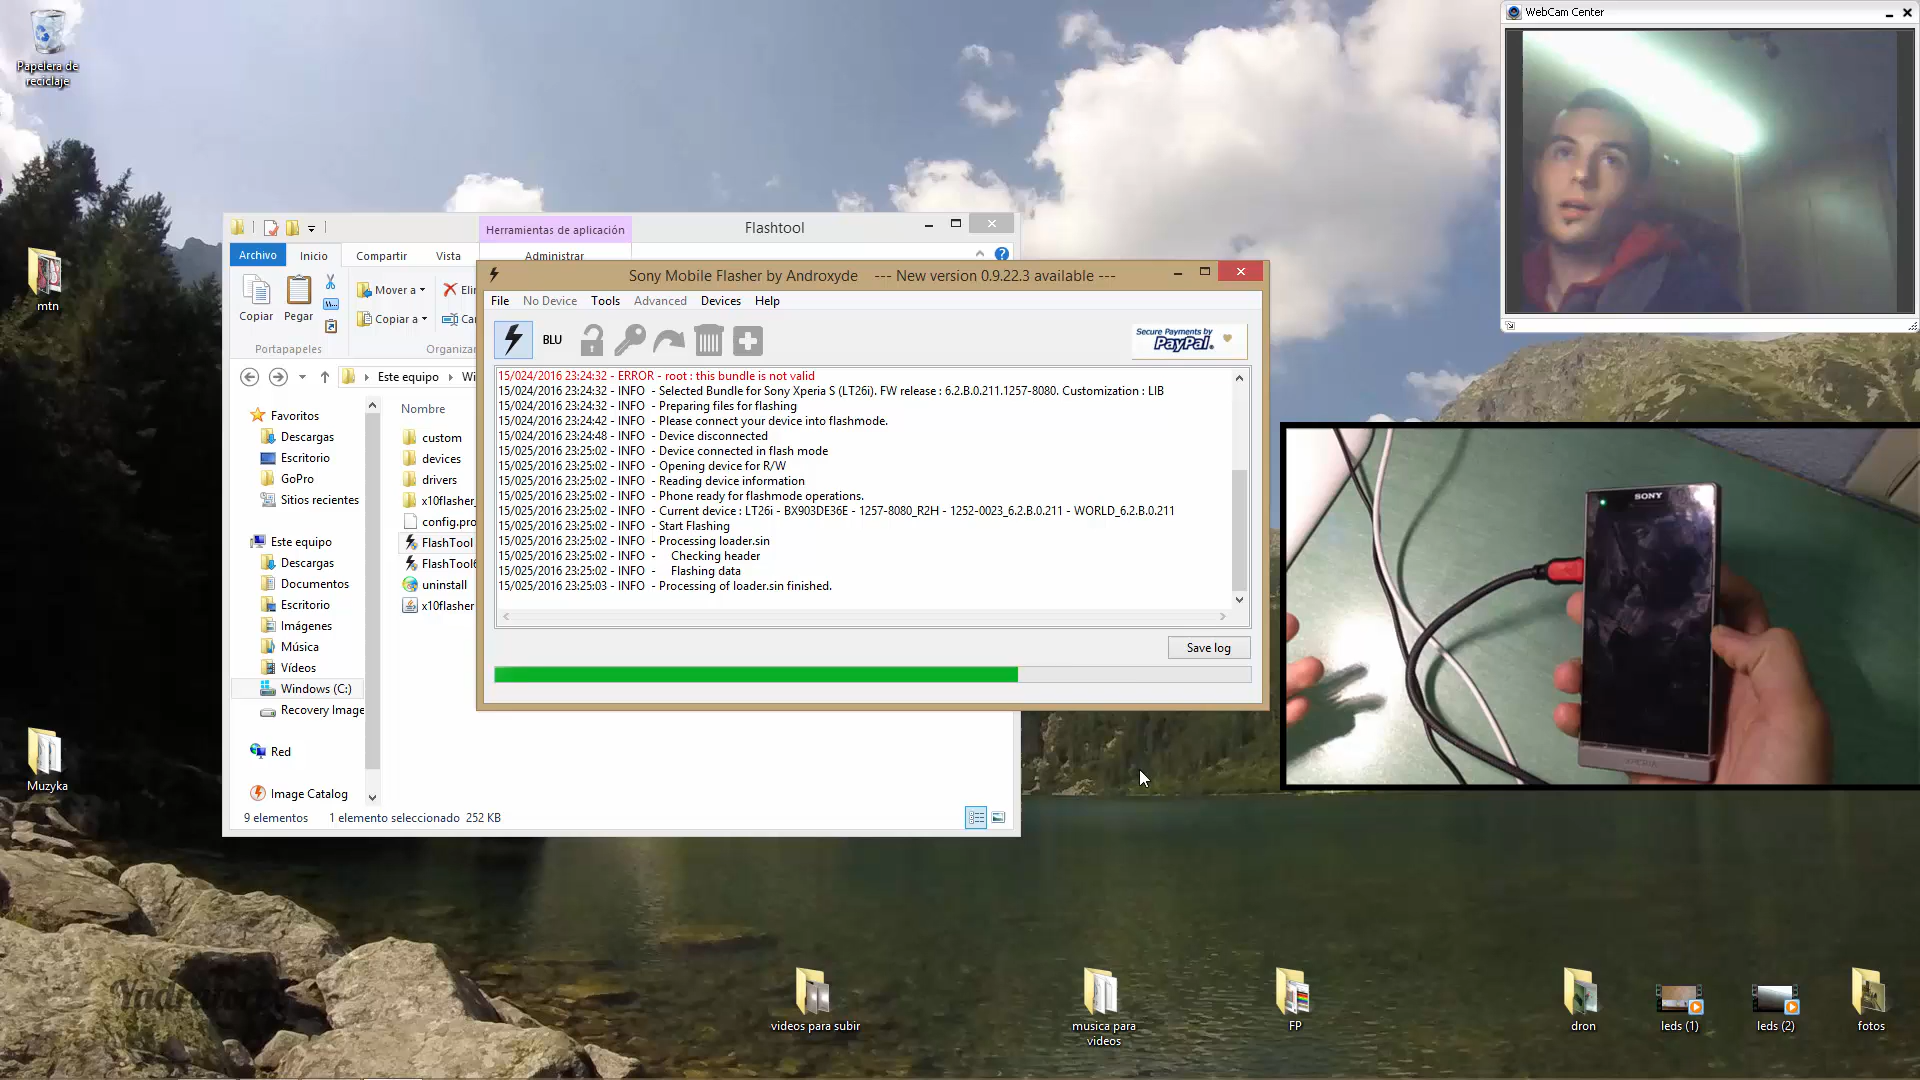 Papelera de
reciclaje
mtn
Muzyka
WebCam Center
Herramientas de aplicación
Flashtool
Archivo
Inicio
Compartir
Vista
Administrar
Copiar
Pegar
Mover a
Copiar a
Portapapeles
Organizar
Este equipo
Favoritos
Descargas
Escritorio
GoPro
Sitios recientes
Este equipo
Descargas
Documentos
Escritorio
Imágenes
Música
Vídeos
Windows (C:)
Recovery Image
Red
Image Catalog
Nombre
custom
devices
drivers
x10flasher_
config.pro
FlashTool
FlashTool6
uninstall
x10flasher
9 elementos
1 elemento seleccionado 252 KB
Sony Mobile Flasher by Androxyde --- New version 0.9.22.3 available ---
File No Device Tools Advanced Devices Help
BLU
Secure Payments by
PayPal
15/024/2016 23:24:32 - ERROR - root : this bundle is not valid
15/024/2016 23:24:32 - INFO - Selected Bundle for Sony Xperia S (LT26i). FW release : 6.2.B.0.211.1257-8080. Customization : LIB
15/024/2016 23:24:32 - INFO - Preparing files for flashing
15/024/2016 23:24:42 - INFO - Please connect your device into flashmode.
15/024/2016 23:24:48 - INFO - Device disconnected
15/025/2016 23:25:02 - INFO - Device connected in flash mode
15/025/2016 23:25:02 - INFO - Opening device for R/W
15/025/2016 23:25:02 - INFO - Reading device information
15/025/2016 23:25:02 - INFO - Phone ready for flashmode operations.
15/025/2016 23:25:02 - INFO - Current device : LT26i - BX903DE36E - 1257-8080_R2H - 1252-0023_6.2.B.0.211 - WORLD_6.2.B.0.211
15/025/2016 23:25:02 - INFO - Start Flashing
15/025/2016 23:25:02 - INFO - Processing loader.sin
15/025/2016 23:25:02 - INFO - Checking header
15/025/2016 23:25:02 - INFO - Flashing data
15/025/2016 23:25:03 - INFO - Processing of loader.sin finished.
Save log
SONY
XPERIA
videos para subir
musica para
videos
FP
dron
leds (1)
leds (2)
fotos